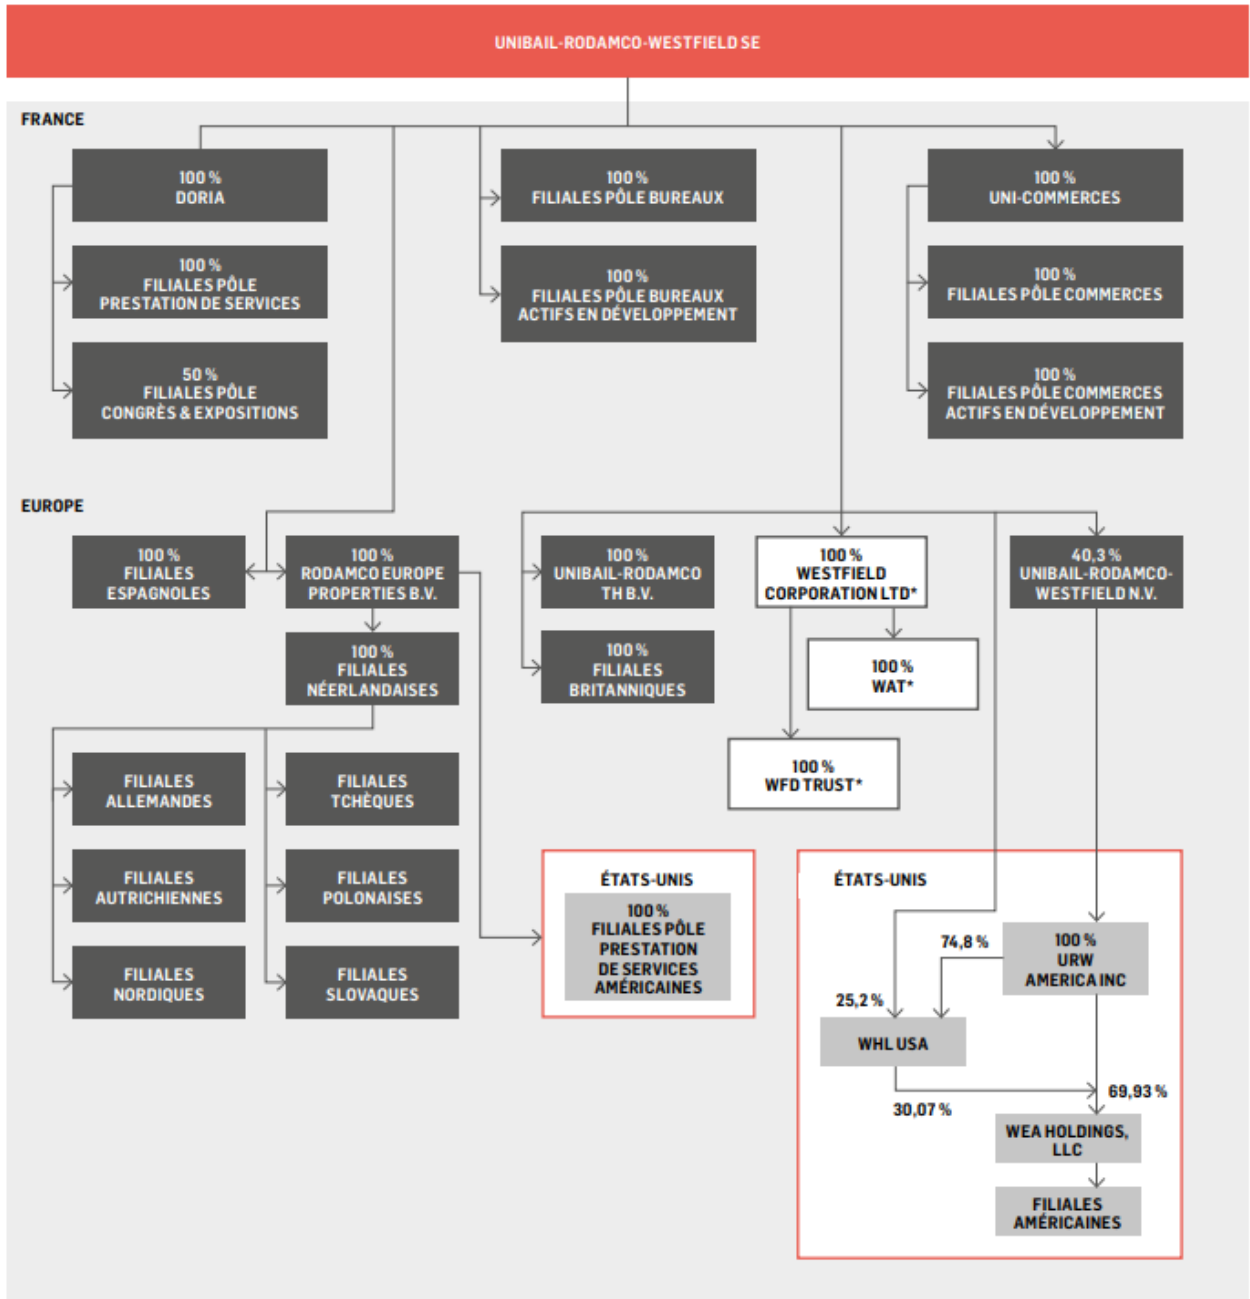 UNIBAIL-RODAMCO-WESTFIELD SE
FRANCE
100 %
DORIA
100 %
FILIALES PÔLE
PRESTATION DE SERVICES
50 %
FILIALES PÔLE
CONGRÈS & EXPOSITIONS
100 %
FILIALES PÔLE BUREAUX
100 %
FILIALES PÔLE BUREAUX
ACTIFS EN DÉVELOPPEMENT
100 %
UNI-COMMERCES
100 %
FILIALES PÔLE COMMERCES
100 %
FILIALES PÔLE COMMERCES
ACTIFS EN DÉVELOPPEMENT
EUROPE
100 %
FILIALES
ESPAGNOLES
100 %
RODAMCO EUROPE
PROPERTIES B.V.
100 %
FILIALES
NÉERLANDAISES
FILIALES
ALLEMANDES
FILIALES
TCHÈQUES
FILIALES
AUTRICHIENNES
FILIALES
POLONAISES
FILIALES
NORDIQUES
FILIALES
SLOVAQUES
100 %
UNIBAIL-RODAMCO
TH B.V.
100 %
FILIALES
BRITANNIQUES
100 %
WESTFIELD
CORPORATION LTD*
100 %
WAT*
100 %
WFD TRUST*
40,3 %
UNIBAIL-RODAMCO-
WESTFIELD N.V.
ÉTATS-UNIS
100 %
FILIALES PÔLE
PRESTATION
DE SERVICES
AMÉRICAINES
ÉTATS-UNIS
74,8 %
100 %
URW
AMERICA INC
25,2 %
WHL USA
30,07 %
69,93 %
WEA HOLDINGS,
LLC
FILIALES
AMÉRICAINES